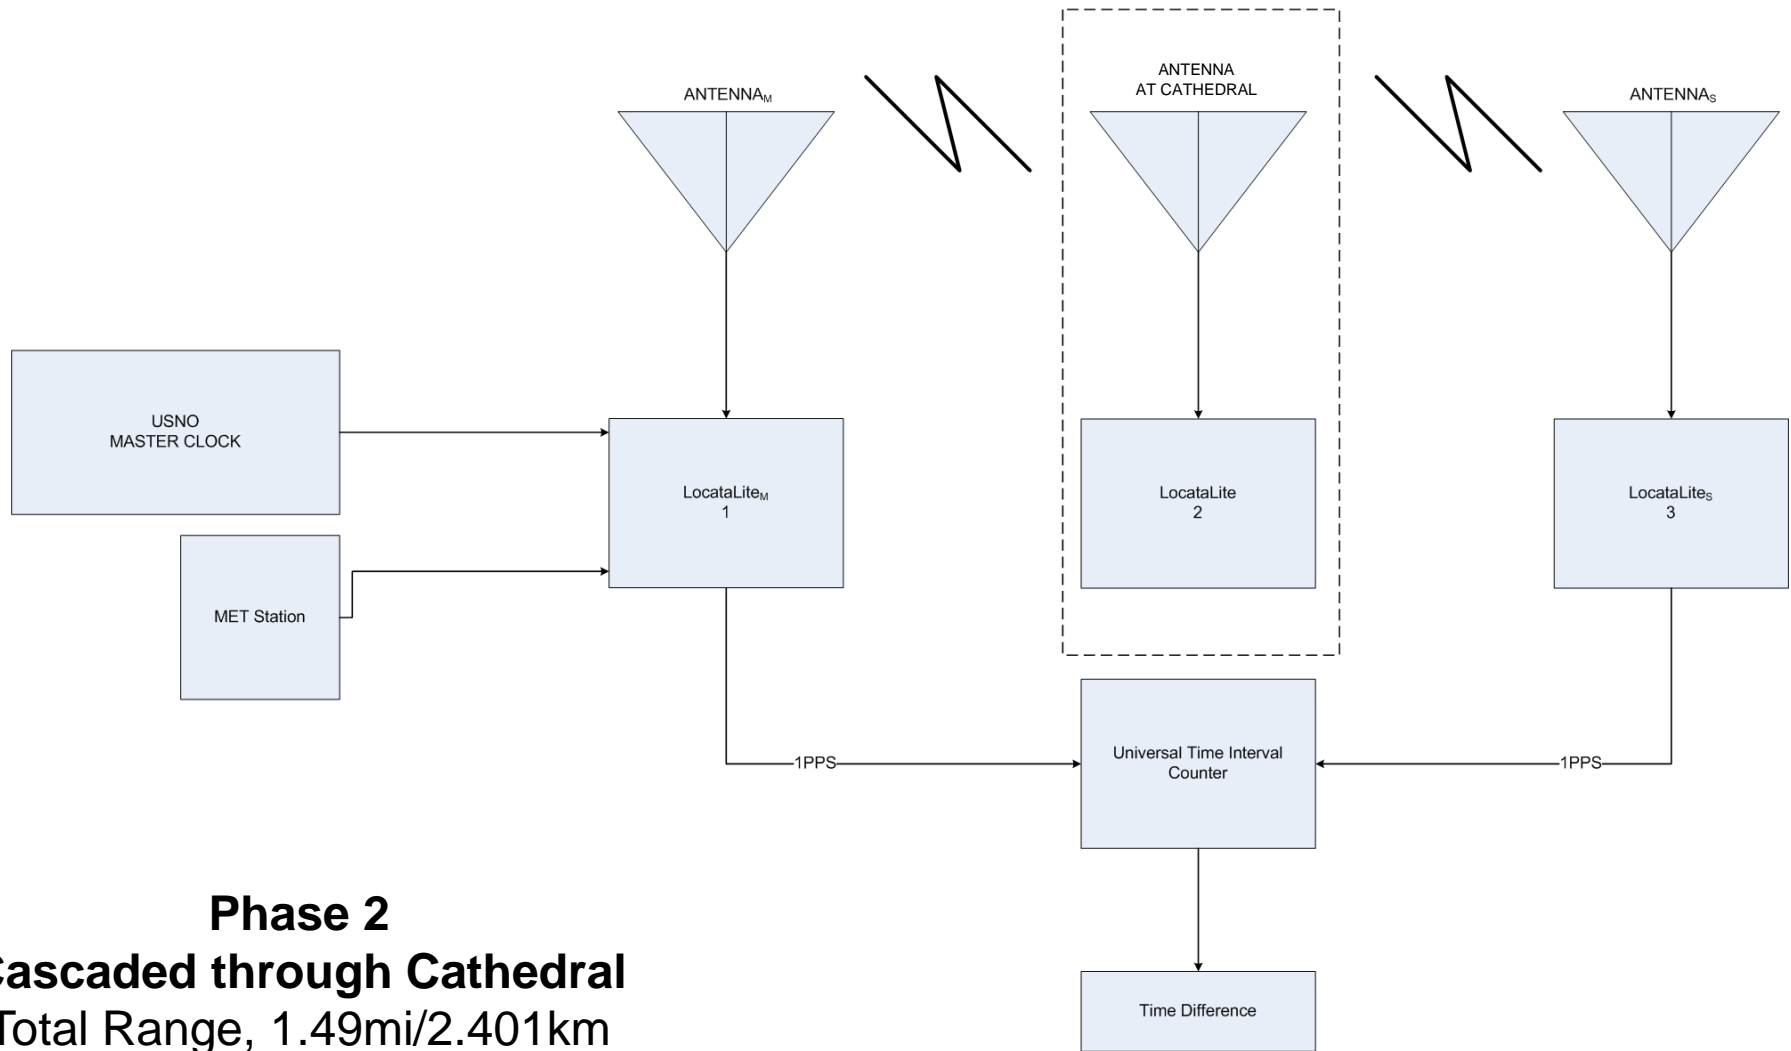 ANTENNA
AT CATHEDRAL
ANTENNAM
ANTENNAS
USNO
MASTER CLOCK
LocataLiteM
1
LocataLite
2
LocataLiteS
3
MET Station
1PPS
Universal Time Interval
Counter
1PPS
Time Difference
Phase 2
Cascaded through Cathedral
Total Range, 1.49mi/2.401km